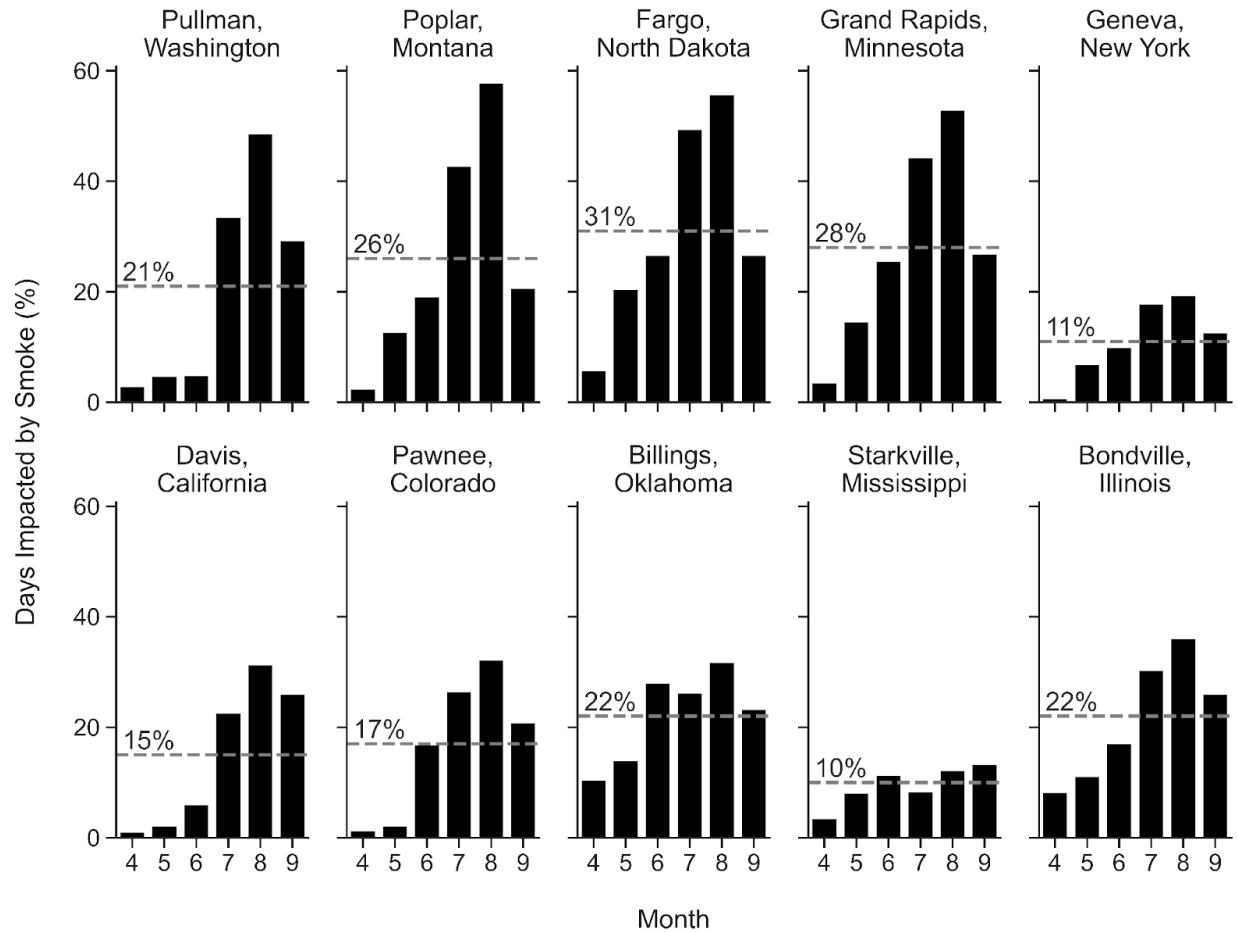 Pullman,
Washington
Poplar,
Montana
Fargo,
North Dakota
Grand Rapids,
Minnesota
Geneva,
New York
60
40
20
0
21%
26%
31%
28%
11%
Days Impacted by Smoke (%)
Davis,
California
Pawnee,
Colorado
Billings,
Oklahoma
Starkville,
Mississippi
Bondville,
Illinois
60
40
20
0
15%
17%
22%
10%
22%
4 5 6 7 8 9
4 5 6 7 8 9
4 5 6 7 8 9
4 5 6 7 8 9
4 5 6 7 8 9
Month